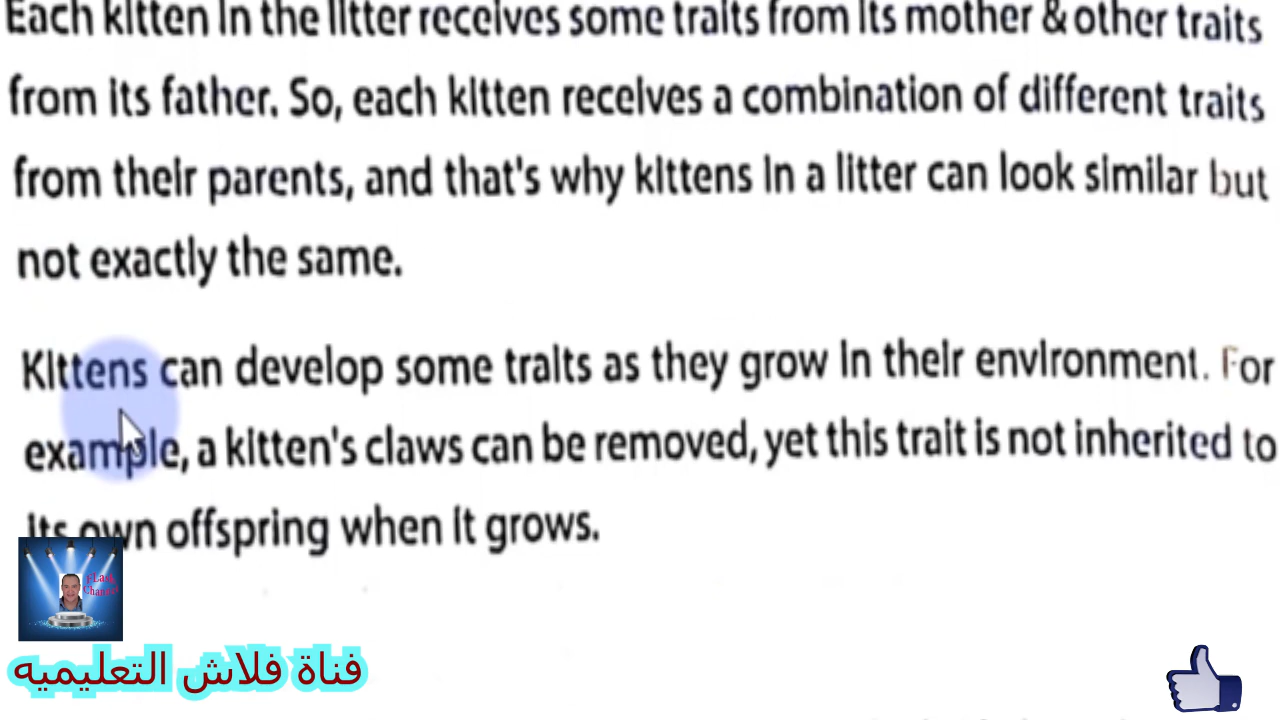 Each kitten in the litter receives some traits from its mother & other traits
from its father. So, each kitten receives a combination of different traits
from their parents, and that's why kittens in a litter can look similar but
not exactly the same.
Kittens can develop some traits as they grow in their environment. For
example, a kitten's claws can be removed, yet this trait is not inherited to
its own offspring when it grows.
FLash
Channel
قناة فلاش التعليميه